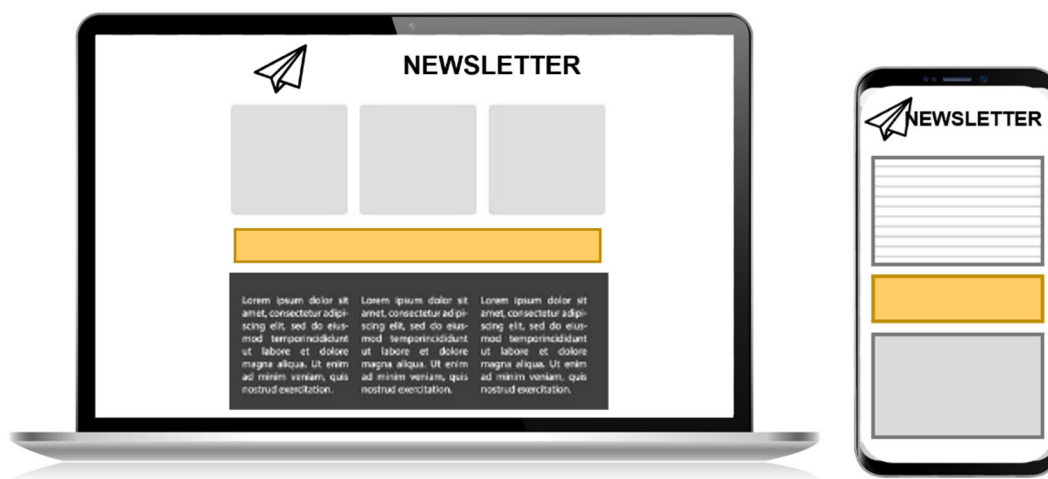 NEWSLETTER
Lorem ipsum dolor sit
amet, consectetur adipi-
scing elit, sed do eius-
mod temporincididunt
ut labore et dolore
magna aliqua. Ut enim
ad minim veniam, quis
nostrud exercitation.
Lorem ipsum dolor sit
amet, consectetur adipi-
scing elit, sed do eius-
mod temporincididunt
ut labore et dolore
magna aliqua. Ut enim
ad minim veniam, quis
nostrud exercitation.
Lorem ipsum dolor sit
amet, consectetur adipi-
scing elit, sed do eius-
mod temporincididunt
ut labore et dolore
magna aliqua. Ut enim
ad minim veniam, quis
nostrud exercitation.
NEWSLETTER